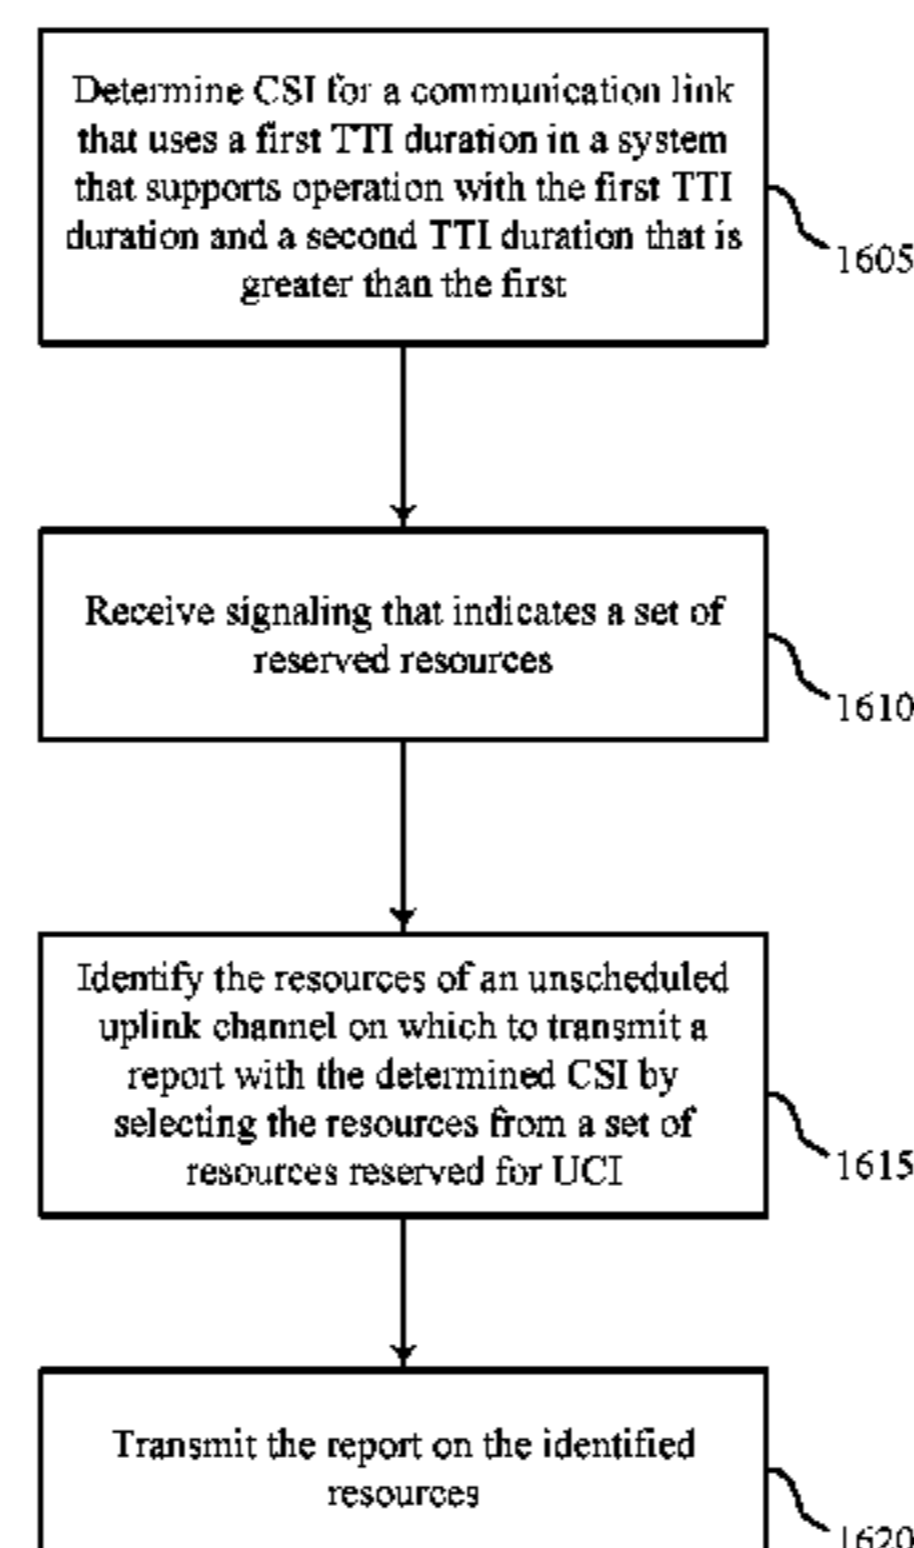 Determine CSI for a communication link
that uses a first TTI duration in a system
that supports operation with the first TTI
duration and a second TTI duration that is
greater than the first
1605
Receive signaling that indicates a set of
reserved resources
1610
Identify the resources of an unscheduled
uplink channel on which to transmit a
report with the determined CSI by
selecting the resources from a set of
resources reserved for UCI
1615
Transmit the report on the identified
resources
1620